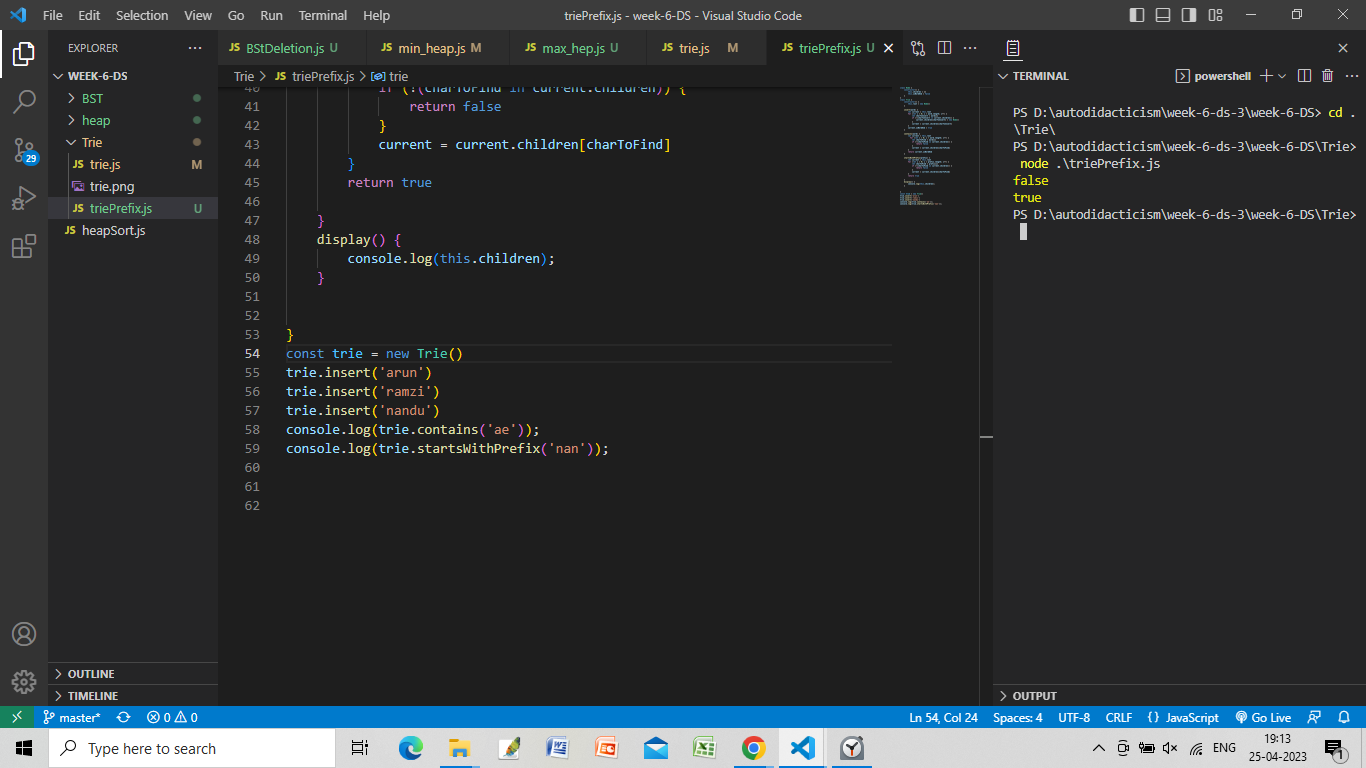 File Edit Selection View Go Run Terminal Help
triePrefix.js - week-6-DS - Visual Studio Code
EXPLORER
WEEK-6-DS
BST
heap
Trie
JS trie.js M
trie.png
JS triePrefix.js U
JS heapSort.js
OUTLINE
TIMELINE
29
JS BStDeletion.js U
JS min_heap.js M
JS max_hep.js U
JS trie.js M
JS triePrefix.js U
Trie > JS triePrefix.js > trie
40 if (!(charToFind in current.children)) {
41 return false
42 }
43 current = current.children[charToFind]
44 }
45 return true
46
47 }
48 display() {
49 console.log(this.children);
50 }
51
52
53 }
54 const trie = new Trie()
55 trie.insert('arun')
56 trie.insert('ramzi')
57 trie.insert('nandu')
58 console.log(trie.contains('ae'));
59 console.log(trie.startsWithPrefix('nan'));
60
61
62
TERMINAL
powershell
PS D:\autodidacticism\week-6-ds-3\week-6-DS> cd .
\Trie\
PS D:\autodidacticism\week-6-ds-3\week-6-DS\Trie>
node .\triePrefix.js
false
true
PS D:\autodidacticism\week-6-ds-3\week-6-DS\Trie>
OUTPUT
master* 0 0
Ln 54, Col 24 Spaces: 4 UTF-8 CRLF {} JavaScript Go Live
Type here to search
ENG
19:13
25-04-2023
1